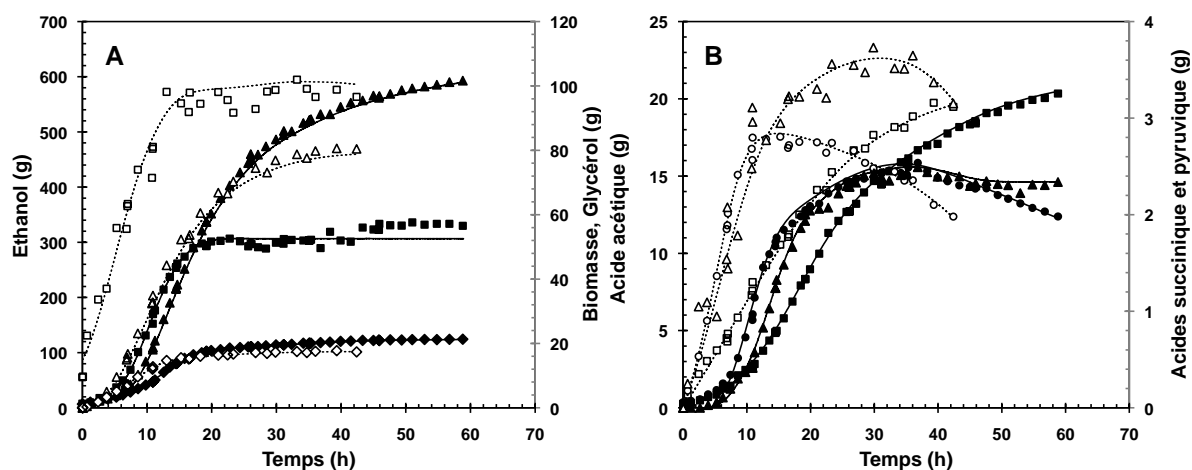 700
600
500
400
300
200
100
0
Ethanol (g)
A
120
100
80
60
40
20
0
Biomasse, Glycérol (g)
Acide acétique (g)
0 10 20 30 40 50 60 70
Temps (h)
25
20
15
10
5
0
B
4
3
2
1
0
Acides succinique et pyruvique (g)
0 10 20 30 40 50 60 70
Temps (h)